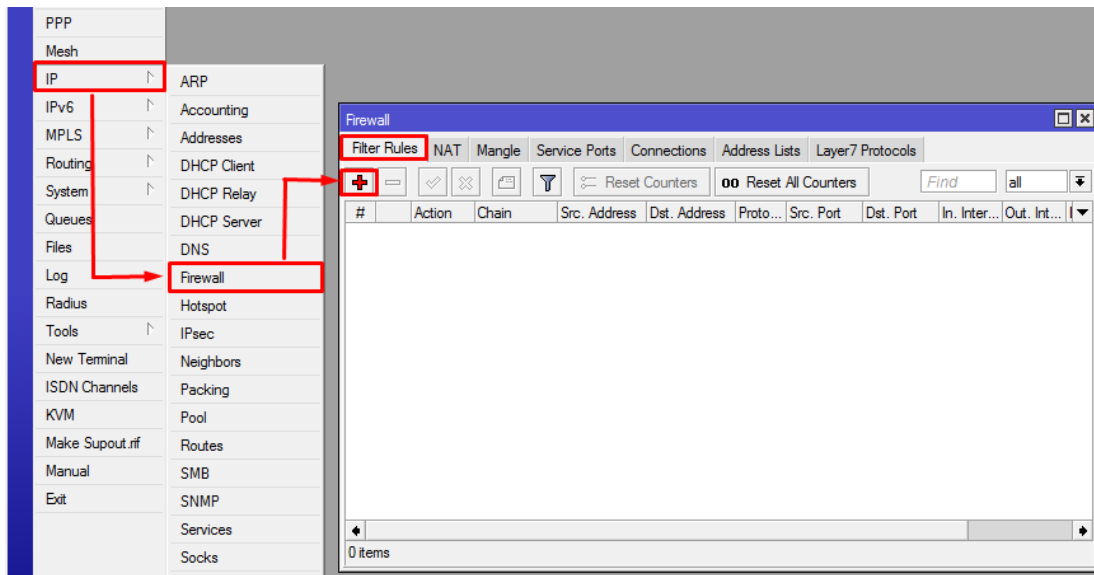 PPP
Mesh
IP
IPv6
MPLS
Routing
System
Queues
Files
Log
Radius
Tools
New Terminal
ISDN Channels
KVM
Make Supout.rif
Manual
Exit
ARP
Accounting
Addresses
DHCP Client
DHCP Relay
DHCP Server
DNS
Firewall
Hotspot
IPsec
Neighbors
Packing
Pool
Routes
SMB
SNMP
Services
Socks
Firewall
Filter Rules NAT Mangle Service Ports Connections Address Lists Layer7 Protocols
Reset Counters 00 Reset All Counters Find all
# Action Chain Src. Address Dst. Address Proto... Src. Port Dst. Port In. Inter... Out. Int...
0 items